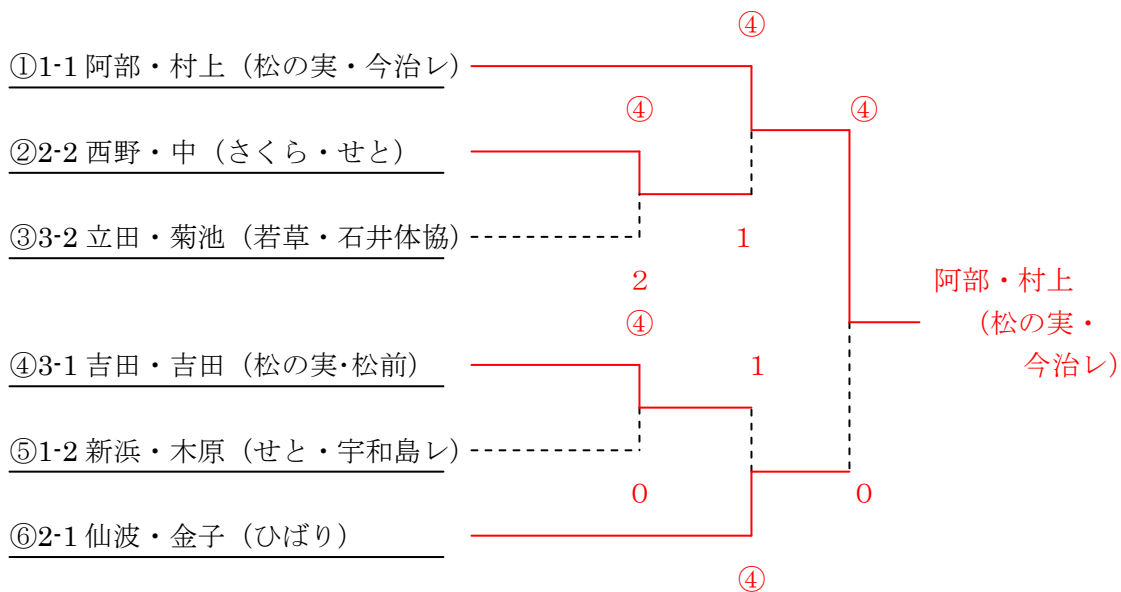 ④
①1-1 阿部・村上（松の実・今治レ）
④ ④
②2-2 西野・中（さくら・せと）
③3-2 立田・菊池（若草・石井体協）
1
2
阿部・村上
（松の実・
今治レ）
④
④3-1 吉田・吉田（松の実･松前）
1
⑤1-2 新浜・木原（せと・宇和島レ）
0 0
⑥2-1 仙波・金子（ひばり）
④